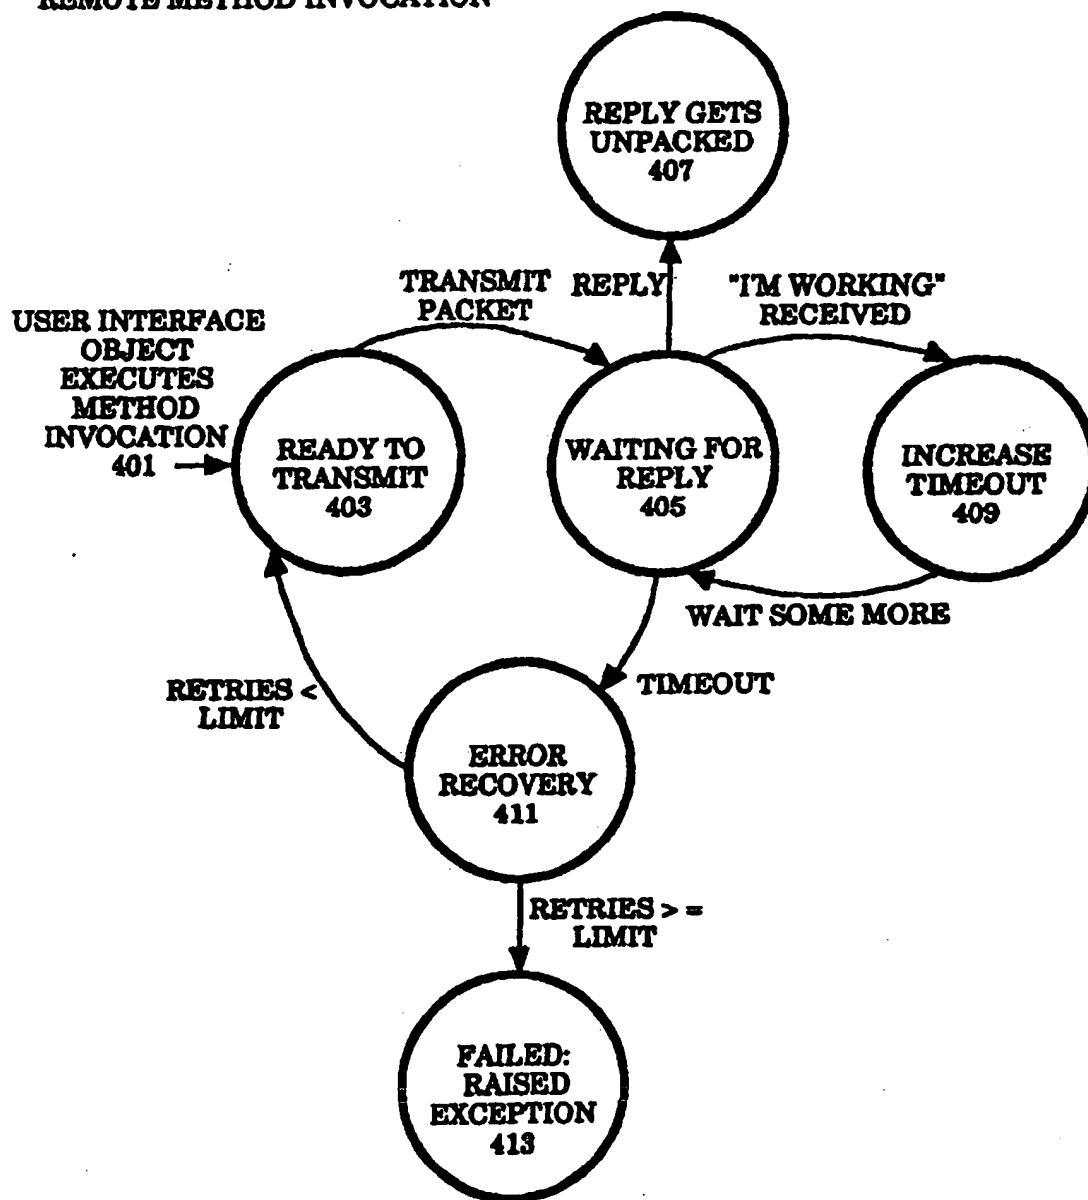 REMOTE METHOD INVOCATION
REPLY GETS
UNPACKED
407
TRANSMIT
PACKET
REPLY
"I'M WORKING"
RECEIVED
USER INTERFACE
OBJECT
EXECUTES
METHOD
INVOCATION
401
READY TO
TRANSMIT
403
WAITING FOR
REPLY
405
INCREASE
TIMEOUT
409
WAIT SOME MORE
RETRIES <
LIMIT
TIMEOUT
ERROR
RECOVERY
411
RETRIES > =
LIMIT
FAILED:
RAISED
EXCEPTION
413